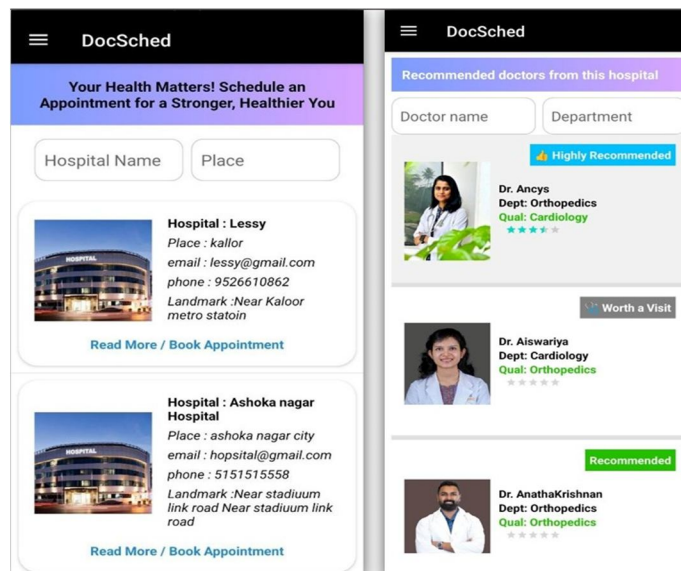 DocSched
Your Health Matters! Schedule an
Appointment for a Stronger, Healthier You
Hospital Name
Place
HOSPITAL
Hospital : Lessy
Place : kallor
email : lessy@gmail.com
phone : 9526610862
Landmark :Near Kaloor
metro statoin
Read More / Book Appointment
HOSPITAL
Hospital : Ashoka nagar
Hospital
Place : ashoka nagar city
email : hopsital@gmail.com
phone : 5151515558
Landmark :Near stadiuum
link road Near stadiuum link
road
Read More / Book Appointment
DocSched
Recommended doctors from this hospital
Doctor name
Department
Highly Recommended
Dr. Ancys
Dept: Orthopedics
Qual: Cardiology
Worth a Visit
Dr. Aiswariya
Dept: Cardiology
Qual: Orthopedics
Recommended
Dr. AnathaKrishnan
Dept: Orthopedics
Qual: Orthopedics